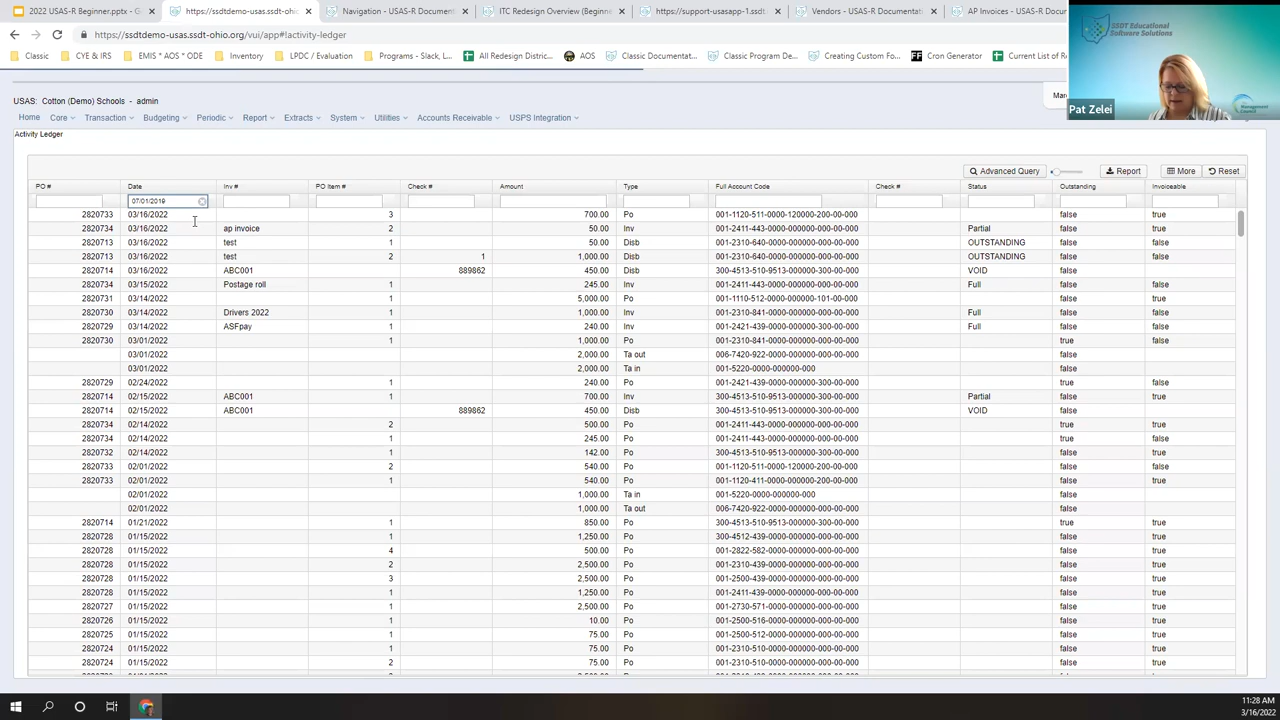 2022 USAS-R Beginner.pptx - G
https://ssdtdemo-usas.ssdt-ohi
Navigation - USAS-R Documentat
ITC Redesign Overview (Beginne
https://support-usasapp-1.ssdt
Vendors - USAS-R Documentati
AP Invoices - USAS-R Docum
https://ssdtdemo-usas.ssdt-ohio.org/vui/app#!activity-ledger
Classic
CYE & IRS
EMIS * AOS * ODE
Inventory
LPDC / Evaluation
Programs - Slack, L...
All Redesign District...
AOS
Classic Documentat...
Classic Program De...
Creating Custom Fo...
Cron Generator
Current List of R
SSDT Educational
Software Solutions
Management
Council
Pat Zelei
USAS: Cotton (Demo) Schools - admin
Mar
Home Core Transaction Budgeting Periodic Report Extracts System Utilities Accounts Receivable USPS Integration
Activity Ledger
Advanced Query Report More Reset
PO # Date Inv # PO Item # Check # Amount Type Full Account Code Check # Status Outstanding Invoiceable
07/01/2019
2820733 03/16/2022 3 700.00 Po 001-1120-511-0000-120000-200-00-000 false true
2820734 03/16/2022 ap invoice 2 50.00 Inv 001-2411-443-0000-000000-000-00-000 Partial false true
2820713 03/16/2022 test 1 50.00 Disb 001-2310-640-0000-000000-000-00-000 OUTSTANDING false false
2820713 03/16/2022 test 2 1 1,000.00 Disb 001-2310-640-0000-000000-000-00-000 OUTSTANDING false false
2820714 03/16/2022 ABC001 889862 450.00 Disb 300-4513-510-9513-000000-300-00-000 VOID false
2820734 03/15/2022 Postage roll 1 245.00 Inv 001-2411-443-0000-000000-000-00-000 Full false false
2820731 03/14/2022 1 5,000.00 Po 001-1110-512-0000-000000-101-00-000 false true
2820730 03/14/2022 Drivers 2022 1 1,000.00 Inv 001-2310-841-0000-000000-000-00-000 Full false false
2820729 03/14/2022 ASFpay 1 240.00 Inv 001-2421-439-0000-000000-300-00-000 Full false false
2820730 03/01/2022 1 1,000.00 Po 001-2310-841-0000-000000-000-00-000 true false
03/01/2022 2,000.00 Ta out 006-7420-922-0000-000000-000-00-000 false
03/01/2022 2,000.00 Ta in 001-5220-0000-000000-000 false
2820729 02/24/2022 1 240.00 Po 001-2421-439-0000-000000-300-00-000 true false
2820714 02/15/2022 ABC001 1 700.00 Inv 300-4513-510-9513-000000-300-00-000 Partial false true
2820714 02/15/2022 ABC001 889862 450.00 Disb 300-4513-510-9513-000000-300-00-000 VOID false
2820734 02/14/2022 2 500.00 Po 001-2411-443-0000-000000-000-00-000 true true
2820734 02/14/2022 1 245.00 Po 001-2411-443-0000-000000-000-00-000 false false
2820732 02/14/2022 1 142.00 Po 001-2411-443-0000-000000-000-00-000 false true
2820733 02/01/2022 2 540.00 Po 001-1120-511-0000-120000-200-00-000 false true
2820733 02/01/2022 1 540.00 Po 001-1120-411-0000-120000-200-00-000 false true
02/01/2022 1,000.00 Ta in 001-5220-0000-000000-000 false
02/01/2022 1,000.00 Ta out 006-7420-922-0000-000000-000-00-000 false
2820714 01/21/2022 1 850.00 Po 300-4513-510-9513-000000-300-00-000 true true
2820728 01/15/2022 1 1,250.00 Po 300-4512-439-0000-000000-300-00-000 false true
2820728 01/15/2022 4 500.00 Po 001-2822-582-0000-000000-000-00-000 false true
2820728 01/15/2022 2 2,500.00 Po 001-2310-439-0000-000000-000-00-000 false true
2820728 01/15/2022 3 2,500.00 Po 001-2500-439-0000-000000-000-00-000 false true
2820728 01/15/2022 1 1,250.00 Po 001-2411-439-0000-000000-000-00-000 false true
2820727 01/15/2022 1 2,500.00 Po 001-2730-571-0000-000000-000-00-000 false true
2820726 01/15/2022 1 10.00 Po 001-2500-516-0000-000000-000-00-000 false true
2820725 01/15/2022 1 75.00 Po 001-2500-512-0000-000000-000-00-000 false true
2820724 01/15/2022 1 75.00 Po 001-2310-510-0000-000000-000-00-000 false true
2820724 01/15/2022 2 75.00 Po 001-2310-512-0000-000000-000-00-000 false true
11:28 AM
3/16/2022